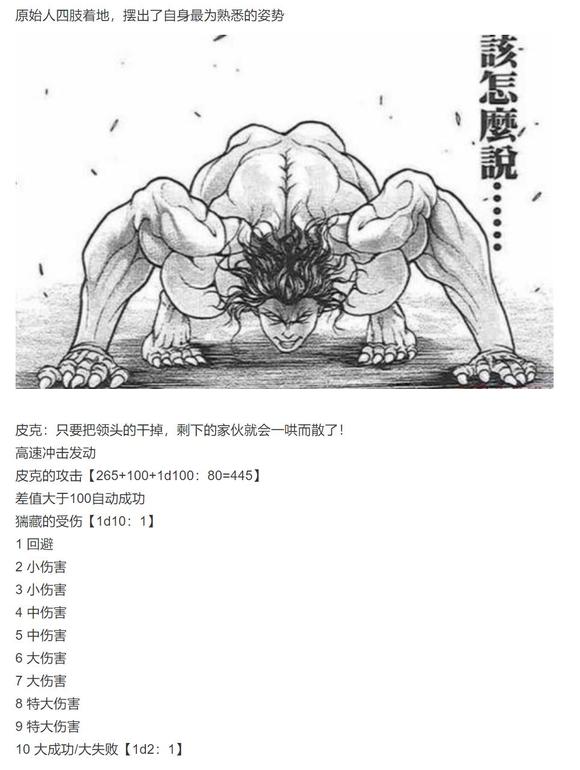 原始人四肢着地，摆出了自身最为熟悉的姿势
該怎麼說⋯⋯
皮克：只要把领头的干掉，剩下的家伙就会一哄而散了！
高速冲击发动
皮克的攻击【265+100+1d100：80=445】
差值大于100自动成功
猯藏的受伤【1d10：1】
1 回避
2 小伤害
3 小伤害
4 中伤害
5 中伤害
6 大伤害
7 大伤害
8 特大伤害
9 特大伤害
10 大成功/大失败【1d2：1】